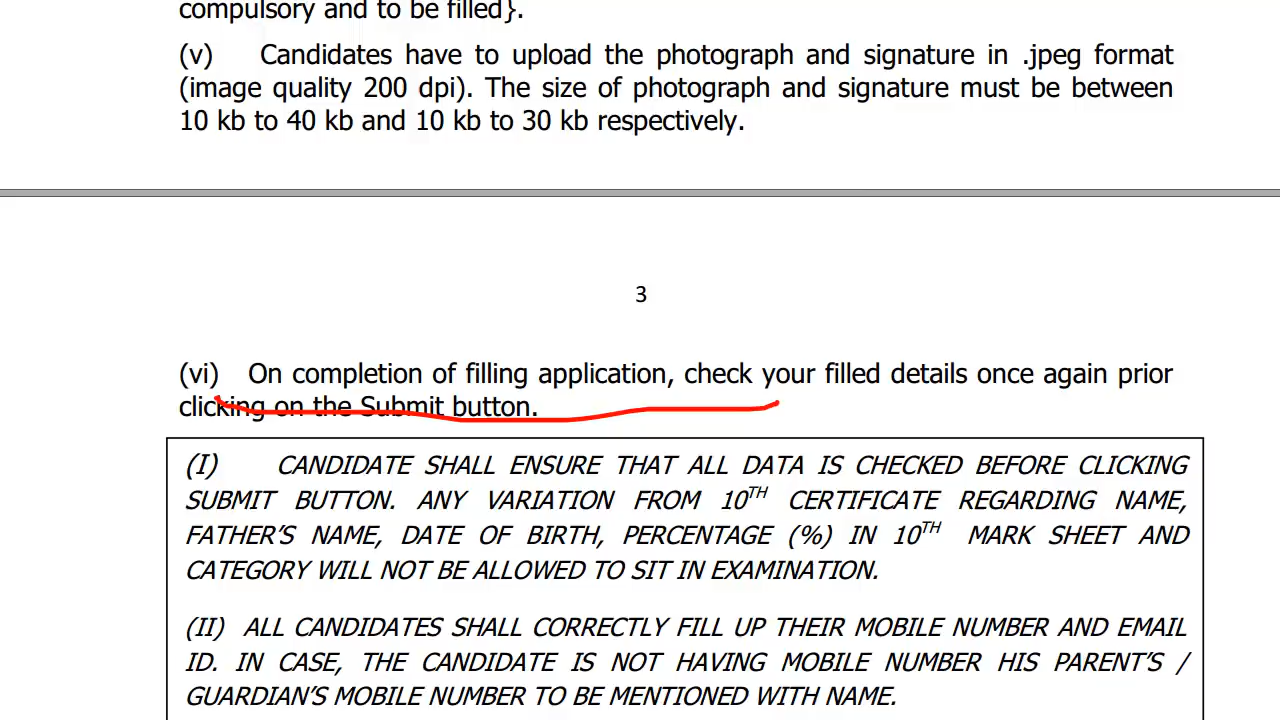 compulsory and to be filled}.
(v) Candidates have to upload the photograph and signature in .jpeg format
(image quality 200 dpi). The size of photograph and signature must be between
10 kb to 40 kb and 10 kb to 30 kb respectively.
3
(vi) On completion of filling application, check your filled details once again prior
clicking on the Submit button.
(I) CANDIDATE SHALL ENSURE THAT ALL DATA IS CHECKED BEFORE CLICKING
SUBMIT BUTTON. ANY VARIATION FROM 10TH CERTIFICATE REGARDING NAME,
FATHER'S NAME, DATE OF BIRTH, PERCENTAGE (%) IN 10TH MARK SHEET AND
CATEGORY WILL NOT BE ALLOWED TO SIT IN EXAMINATION.
(II) ALL CANDIDATES SHALL CORRECTLY FILL UP THEIR MOBILE NUMBER AND EMAIL
ID. IN CASE, THE CANDIDATE IS NOT HAVING MOBILE NUMBER HIS PARENT'S /
GUARDIAN'S MOBILE NUMBER TO BE MENTIONED WITH NAME.